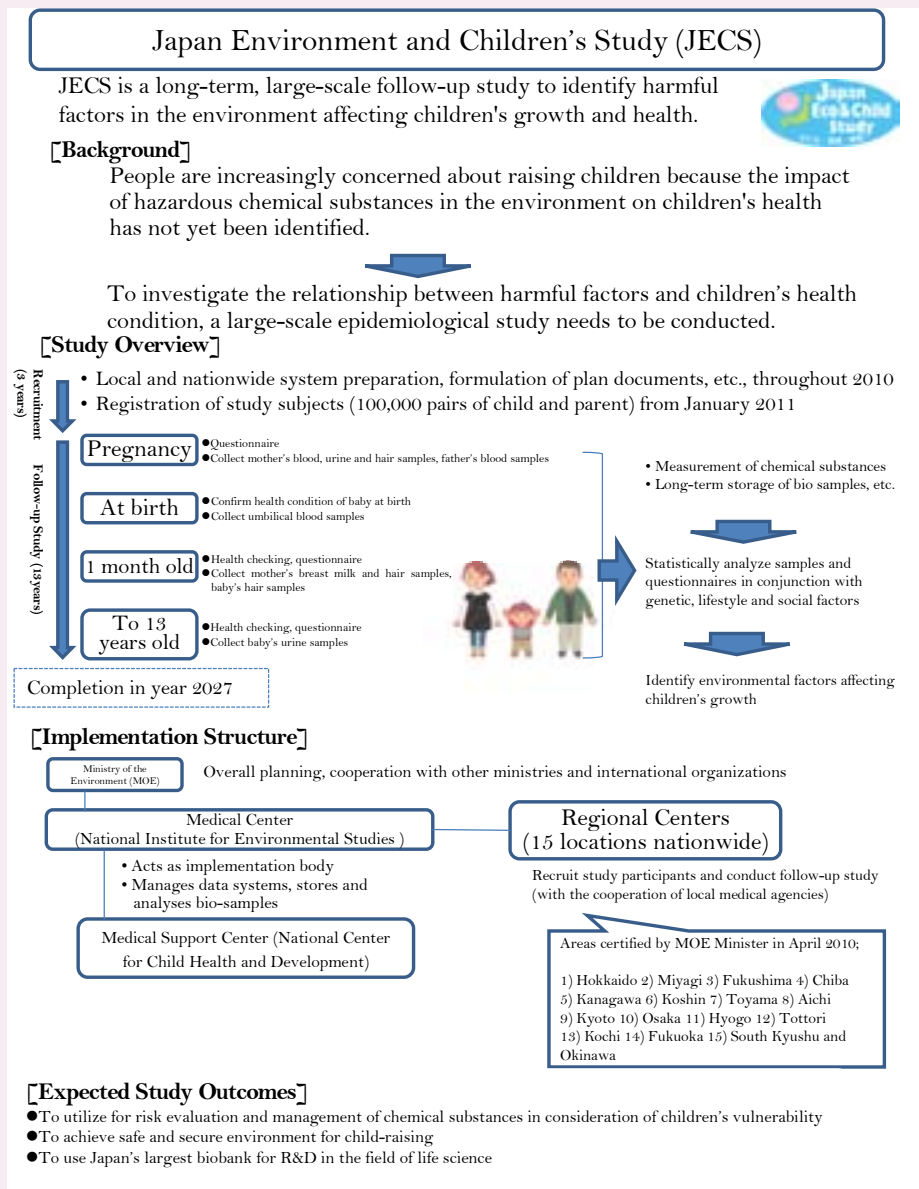 Japan Environment and Children's Study (JECS)
JECS is a long-term, large-scale follow-up study to identify harmful
factors in the environment affecting children's growth and health.
Japan
Eco&Child
Study
[Background]
People are increasingly concerned about raising children because the impact
of hazardous chemical substances in the environment on children's health
has not yet been identified.
To investigate the relationship between harmful factors and children's health
condition, a large-scale epidemiological study needs to be conducted.
[Study Overview]
Recruitment
(3 years)
• Local and nationwide system preparation, formulation of plan documents, etc., throughout 2010
• Registration of study subjects (100,000 pairs of child and parent) from January 2011
Follow-up Study (13years)
Pregnancy
●Questionnaire
●Collect mother's blood, urine and hair samples, father's blood samples
At birth
●Confirm health condition of baby at birth
●Collect umbilical blood samples
1 month old
●Health checking, questionnaire
●Collect mother's breast milk and hair samples,
baby's hair samples
To 13
years old
●Health checking, questionnaire
●Collect baby's urine samples
Completion in year 2027
• Measurement of chemical substances
• Long-term storage of bio samples, etc.
Statistically analyze samples and
questionnaires in conjunction with
genetic, lifestyle and social factors
Identify environmental factors affecting
children's growth
[Implementation Structure]
Ministry of the
Environment (MOE)
Overall planning, cooperation with other ministries and international organizations
Medical Center
(National Institute for Environmental Studies )
• Acts as implementation body
• Manages data systems, stores and
analyses bio-samples
Medical Support Center (National Center
for Child Health and Development)
Regional Centers
(15 locations nationwide)
Recruit study participants and conduct follow-up study
(with the cooperation of local medical agencies)
Areas certified by MOE Minister in April 2010;
1) Hokkaido 2) Miyagi 3) Fukushima 4) Chiba
5) Kanagawa 6) Koshin 7) Toyama 8) Aichi
9) Kyoto 10) Osaka 11) Hyogo 12) Tottori
13) Kochi 14) Fukuoka 15) South Kyushu and
Okinawa
[Expected Study Outcomes]
●To utilize for risk evaluation and management of chemical substances in consideration of children's vulnerability
●To achieve safe and secure environment for child-raising
●To use Japan's largest biobank for R&D in the field of life science